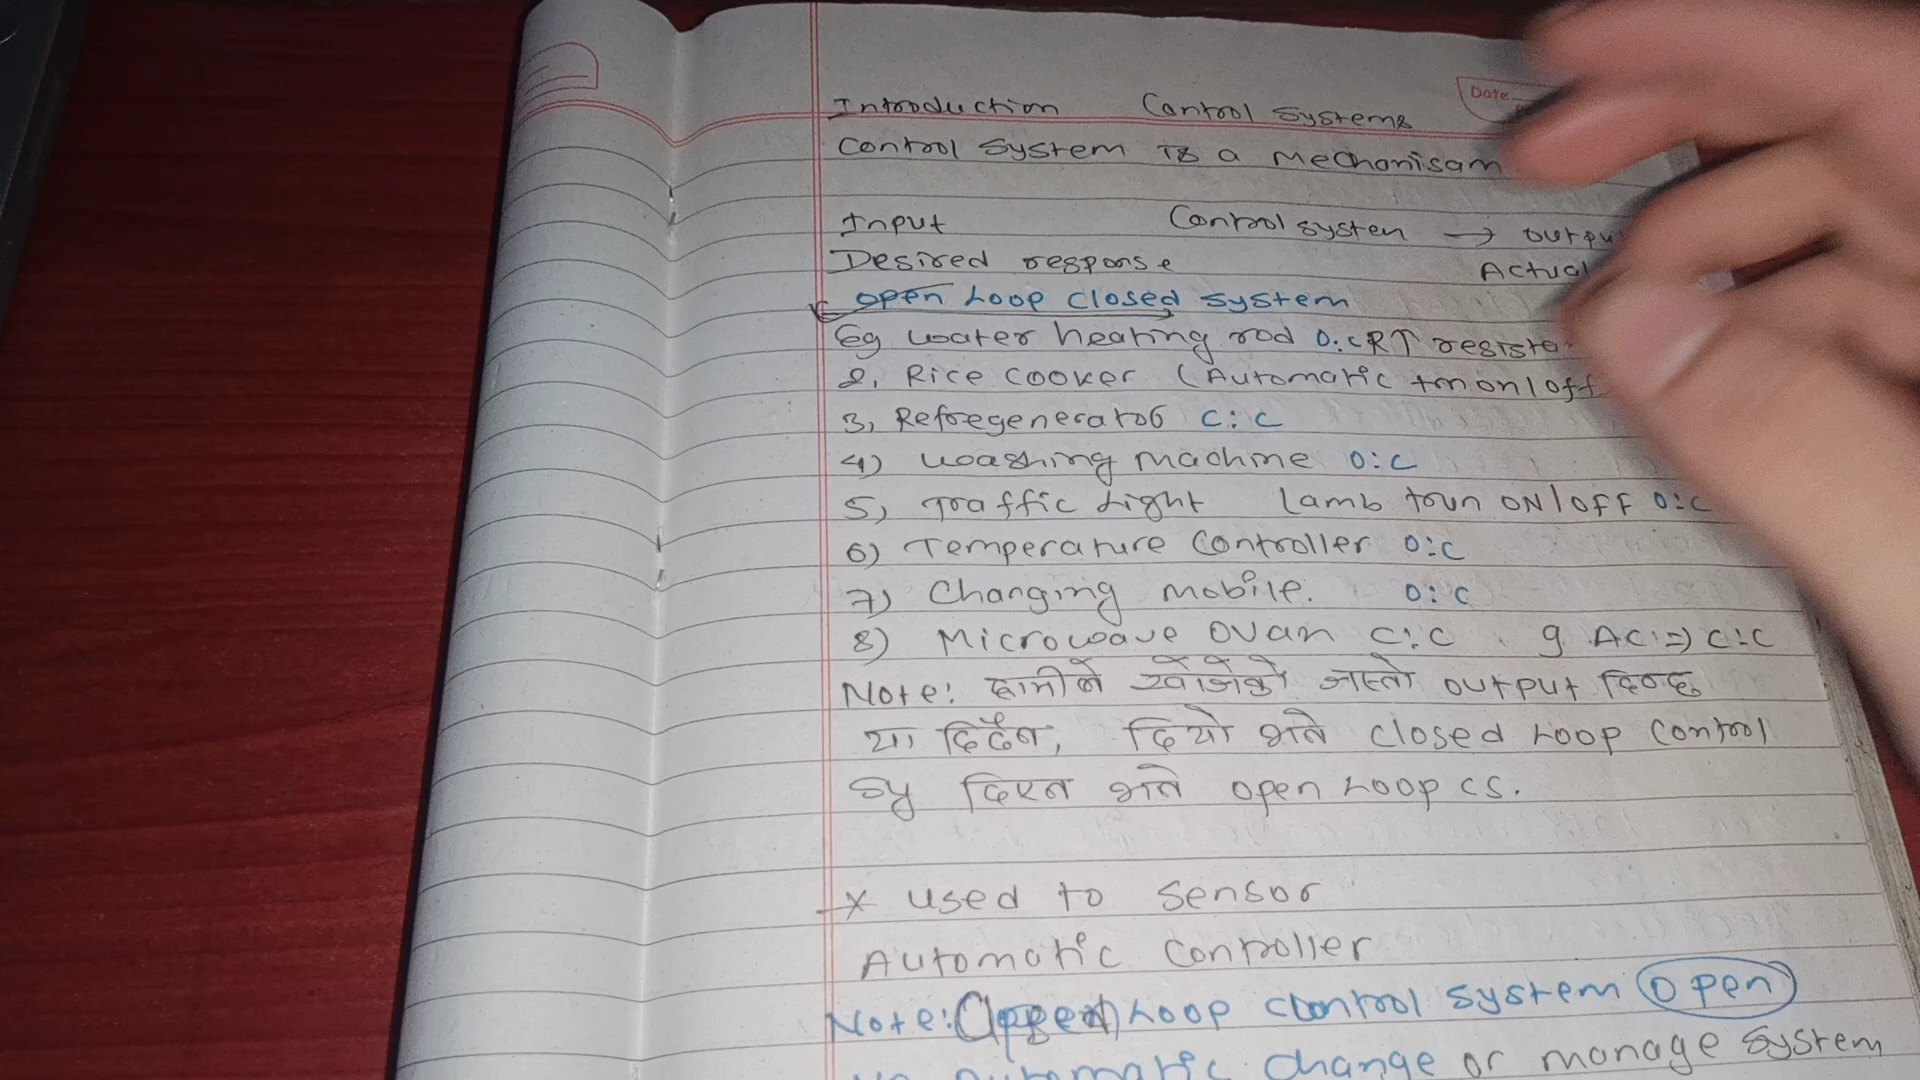 Date
Introduction Control Systems
Control System is a Mechanisam
Input Control systen → outpu
Desired response Actual
open Loop closed system
Eg water heating rod O:C R↑ resista
2, Rice cooker (Automatic trn on/off
3, Refregenerator C:C
4) washing Machine O:C
5) Traffic Light Lamb turn ON/OFF O:C
6) Temperature Controller O:C
7) Changing mobile. O:C
8) Microwave Ovan C:C 9 AC => C:C
Note: हामीले खोजेको जस्तो output दिन्छ
या दिदैन, दियो भने closed Loop Control
Sy दिएन भने open Loop cs.
* used to Sensor
Automatic Controller
Note: Loop control system Open
automatic change or manage system